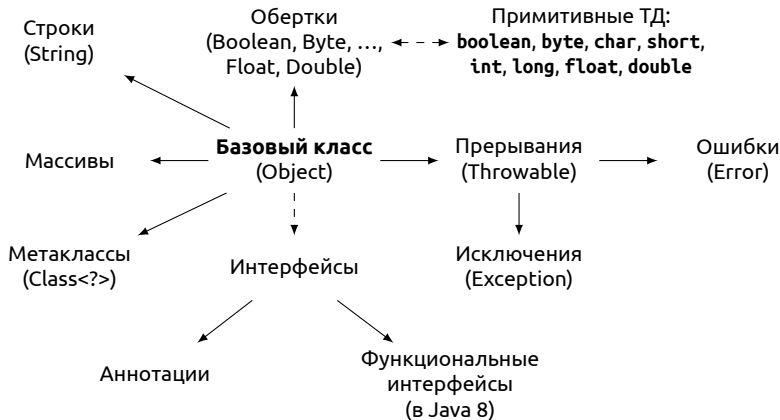 Строки
(String)
Обертки
(Boolean, Byte, …,
Float, Double)
Примитивные ТД:
boolean, byte, char, short,
int, long, float, double
Массивы
Базовый класс
(Object)
Прерывания
(Throwable)
Ошибки
(Error)
Метаклассы
(Class<?>)
Интерфейсы
Исключения
(Exception)
Аннотации
Функциональные
интерфейсы
(в Java 8)